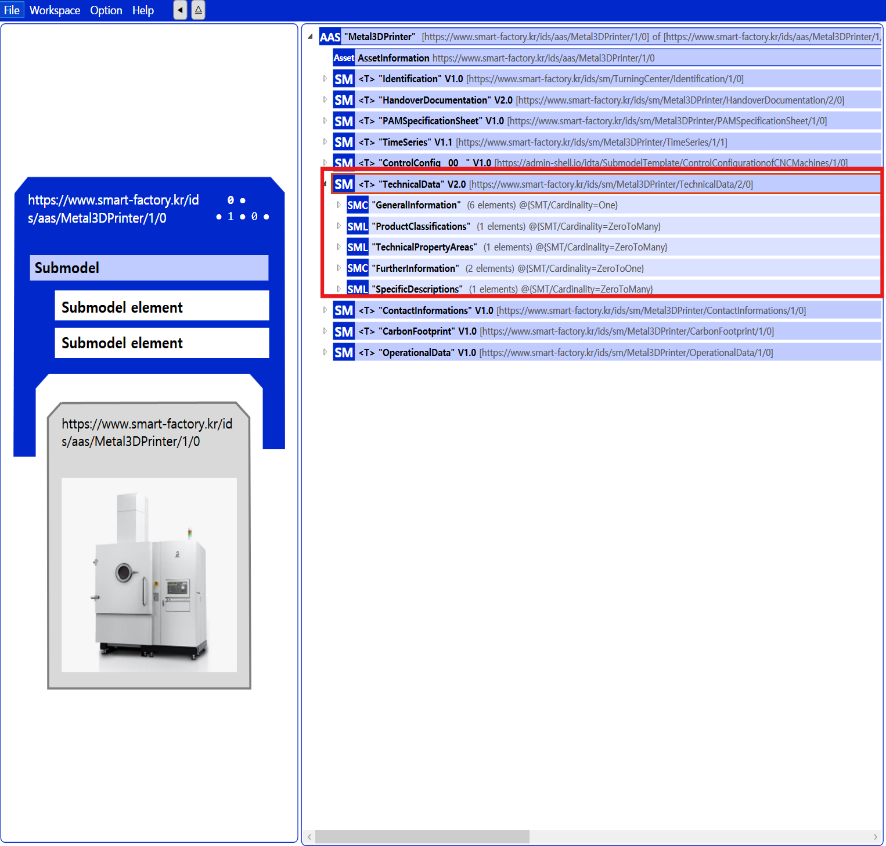 File Workspace Option Help
https://www.smart-factory.kr/id
s/aas/Metal3DPrinter/1/0
0
1 0
Submodel
Submodel element
Submodel element
https://www.smart-factory.kr/id
s/aas/Metal3DPrinter/1/0
AAS "Metal3DPrinter" [https://www.smart-factory.kr/ids/aas/Metal3DPrinter/1/0] of [https://www.smart-factory.kr/ids/aas/Metal3DPrinter/1,
Asset AssetInformation https://www.smart-factory.kr/ids/aas/Metal3DPrinter/1/0
SM <T> "Identification" V1.0 [https://www.smart-factory.kr/ids/sm/TurningCenter/Identification/1/0]
SM <T> "HandoverDocumentation" V2.0 [https://www.smart-factory.kr/ids/sm/Metal3DPrinter/HandoverDocumentation/2/0]
SM <T> "PAMSpecificationSheet" V1.0 [https://www.smart-factory.kr/ids/sm/Metal3DPrinter/PAMSpecificationSheet/1/0]
SM <T> "TimeSeries" V1.1 [https://www.smart-factory.kr/ids/sm/Metal3DPrinter/TimeSeries/1/1]
SM <T> "ControlConfig__00__" V1.0 [https://admin-shell.io/idta/SubmodelTemplate/ControlConfigurationofCNCMachines/1/0]
SM <T> "TechnicalData" V2.0 [https://www.smart-factory.kr/ids/sm/Metal3DPrinter/TechnicalData/2/0]
SMC "GeneralInformation" (6 elements) @{SMT/Cardinality=One}
SML "ProductClassifications" (1 elements) @{SMT/Cardinality=ZeroToMany}
SML "TechnicalPropertyAreas" (1 elements) @{SMT/Cardinality=ZeroToMany}
SMC "FurtherInformation" (2 elements) @{SMT/Cardinality=ZeroToOne}
SML "SpecificDescriptions" (1 elements) @{SMT/Cardinality=ZeroToMany}
SM <T> "ContactInformations" V1.0 [https://www.smart-factory.kr/ids/sm/Metal3DPrinter/ContactInformations/1/0]
SM <T> "CarbonFootprint" V1.0 [https://www.smart-factory.kr/ids/sm/Metal3DPrinter/CarbonFootprint/1/0]
SM <T> "OperationalData" V1.0 [https://www.smart-factory.kr/ids/sm/Metal3DPrinter/OperationalData/1/0]